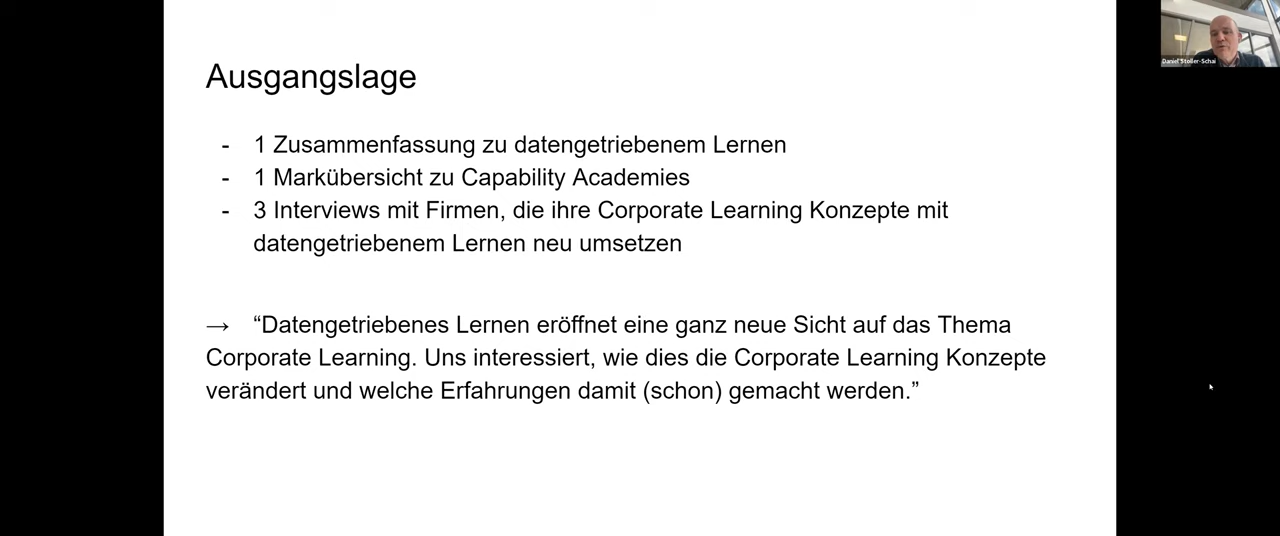 Ausgangslage
- 1 Zusammenfassung zu datengetriebenem Lernen
- 1 Markübersicht zu Capability Academies
- 3 Interviews mit Firmen, die ihre Corporate Learning Konzepte mit
datengetriebenem Lernen neu umsetzen
→ “Datengetriebenes Lernen eröffnet eine ganz neue Sicht auf das Thema
Corporate Learning. Uns interessiert, wie dies die Corporate Learning Konzepte
verändert und welche Erfahrungen damit (schon) gemacht werden.”
Daniel Stoller-Schai